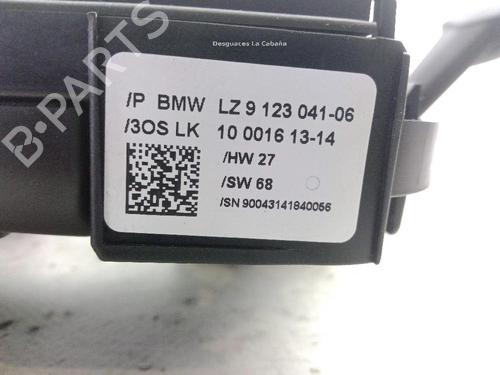 Desguaces La Cabaña
/P BMW LZ 9 123 041-06
/3OS LK 10 0016 13-14
/HW 27
/SW 68
/SN 90043141840056
B-PARTS